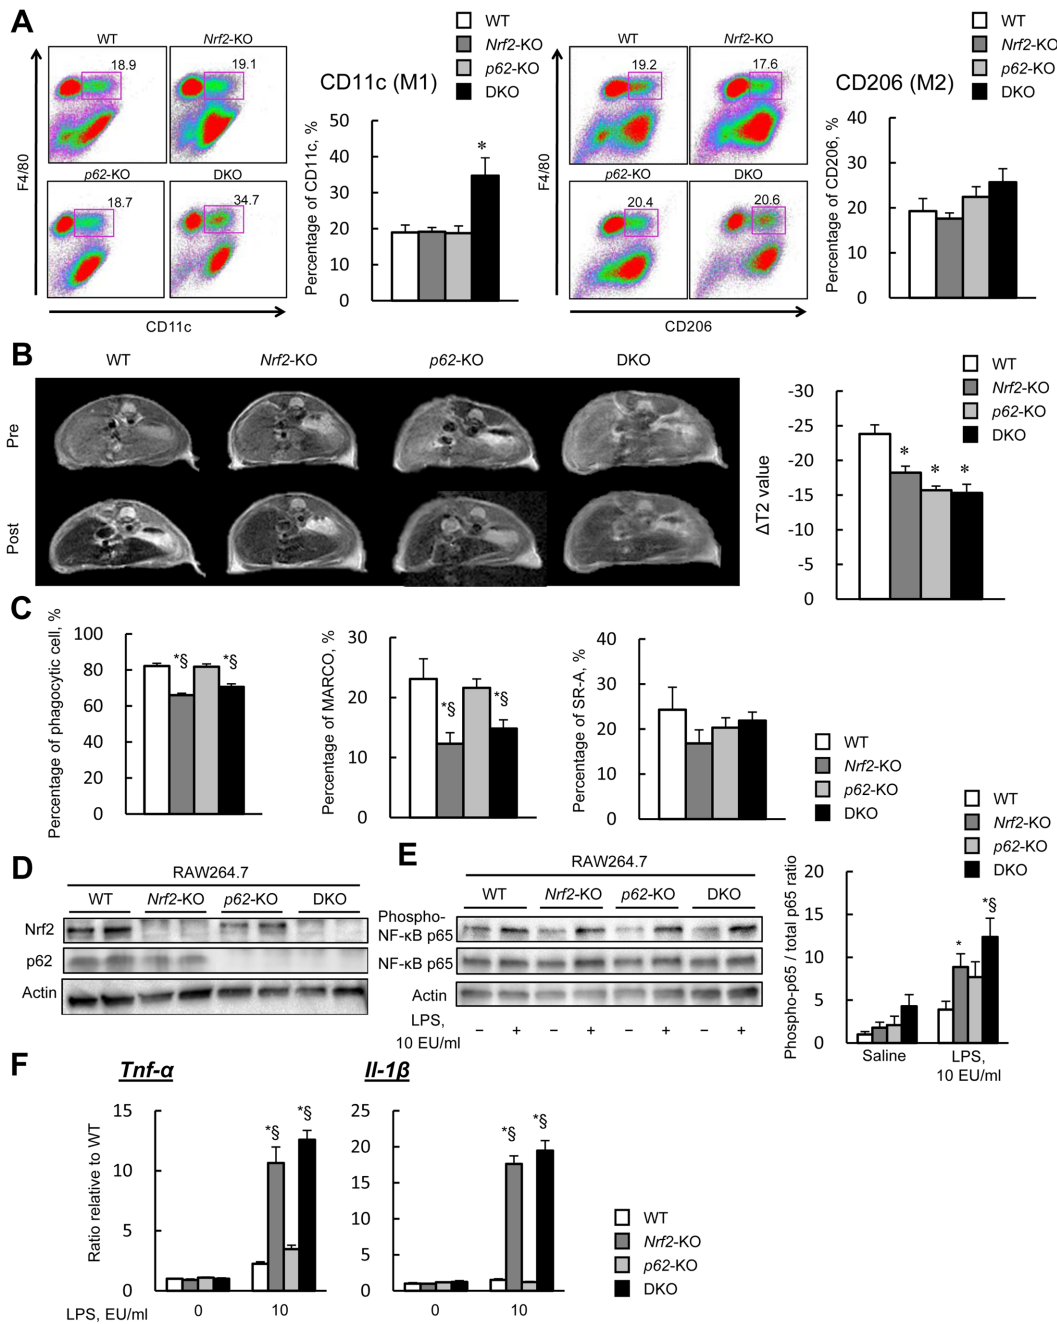 A
WT
Nrf2-KO
18.9
19.1
p62-KO
DKO
18.7
34.7
F4/80
CD11c
CD11c (M1)
WT
Nrf2-KO
p62-KO
DKO
Percentage of CD11c, %
50
40
30
20
10
0
*
WT
Nrf2-KO
19.2
17.6
p62-KO
DKO
20.4
20.6
F4/80
CD206
CD206 (M2)
WT
Nrf2-KO
p62-KO
DKO
Percentage of CD206, %
40
30
20
10
0
B
WT
Nrf2-KO
p62-KO
DKO
Pre
Post
ΔT2 value
-30
-25
-20
-15
-10
-5
0
* * *
WT
Nrf2-KO
p62-KO
DKO
C
Percentage of phagocytic cell, %
100
80
60
40
20
0
*§ *§
Percentage of MARCO, %
30
20
10
0
*§ *§
Percentage of SR-A, %
40
30
20
10
0
WT
Nrf2-KO
p62-KO
DKO
D
RAW264.7
WT Nrf2-KO p62-KO DKO
Nrf2
p62
Actin
E
RAW264.7
WT Nrf2-KO p62-KO DKO
Phospho-
NF-κB p65
NF-κB p65
Actin
LPS,
10 EU/ml
− + − + − + − +
Phospho-p65 / total p65 ratio
20
15
10
5
0
* *§
Saline
LPS,
10 EU/ml
WT
Nrf2-KO
p62-KO
DKO
F
Tnf-α
Ratio relative to WT
15
10
5
0
*§ *§
LPS, EU/ml 0 10
Il-1β
25
20
15
10
5
0
*§ *§
0 10
WT
Nrf2-KO
p62-KO
DKO